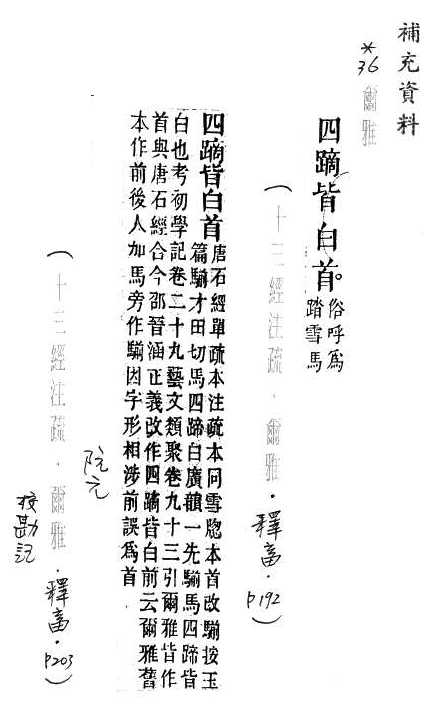 補充資料
*36 爾雅
四蹢皆白首。俗呼爲
踏雪馬
(十三經注疏·爾雅·釋畜·P192)
四蹢皆白首唐石經單疏本注疏本同雪牕本首改騚按玉
篇騚才田切馬四蹄白廣韻一先騚馬四蹄皆
白也考初學記卷二十九藝文類聚卷九十三引爾雅皆作
首與唐石經合今邵晉涵正義改作四蹢皆白前云爾雅舊
本作前後人加馬旁作騚因字形相涉前誤爲首
阮元
(十三經注疏·爾雅·釋畜·P203)
校勘記